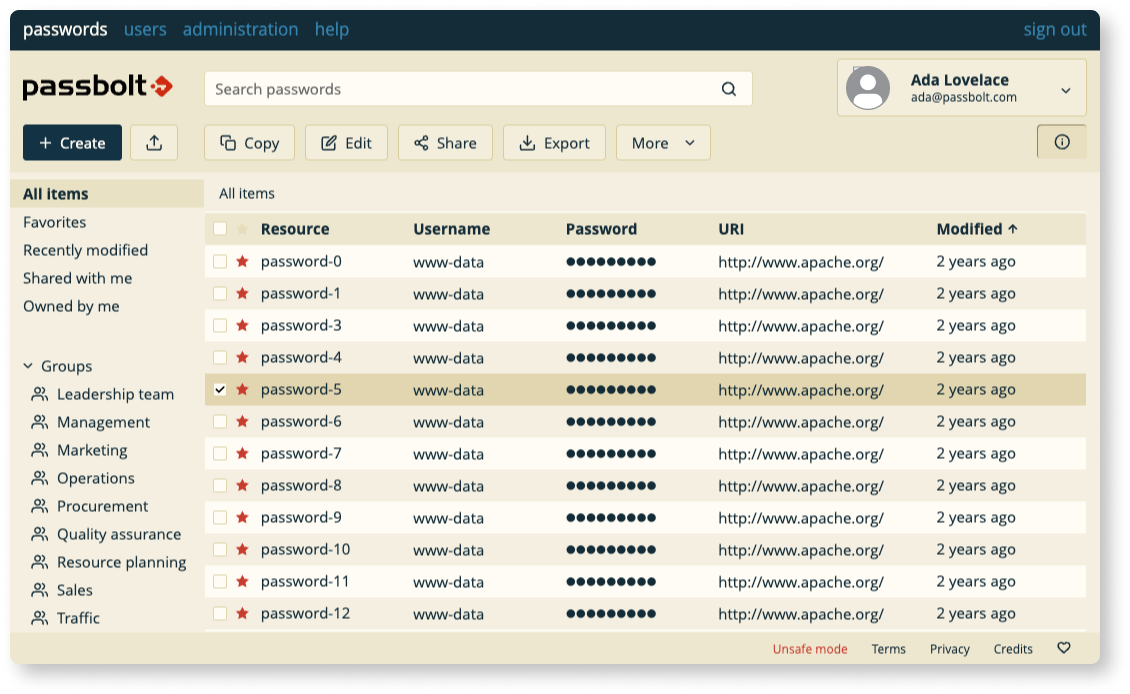 passwords users administration help sign out
passbolt
Search passwords
Ada Lovelace
ada@passbolt.com
Create Copy Edit Share Export More
All items
Favorites
Recently modified
Shared with me
Owned by me
Groups
Leadership team
Management
Marketing
Operations
Procurement
Quality assurance
Resource planning
Sales
Traffic
All items
Resource Username Password URI Modified
password-0 www-data ●●●●●●●●● http://www.apache.org/ 2 years ago
password-1 www-data ●●●●●●●●● http://www.apache.org/ 2 years ago
password-3 www-data ●●●●●●●●● http://www.apache.org/ 2 years ago
password-4 www-data ●●●●●●●●● http://www.apache.org/ 2 years ago
password-5 www-data ●●●●●●●●● http://www.apache.org/ 2 years ago
password-6 www-data ●●●●●●●●● http://www.apache.org/ 2 years ago
password-7 www-data ●●●●●●●●● http://www.apache.org/ 2 years ago
password-8 www-data ●●●●●●●●● http://www.apache.org/ 2 years ago
password-9 www-data ●●●●●●●●● http://www.apache.org/ 2 years ago
password-10 www-data ●●●●●●●●● http://www.apache.org/ 2 years ago
password-11 www-data ●●●●●●●●● http://www.apache.org/ 2 years ago
password-12 www-data ●●●●●●●●● http://www.apache.org/ 2 years ago
Unsafe mode Terms Privacy Credits